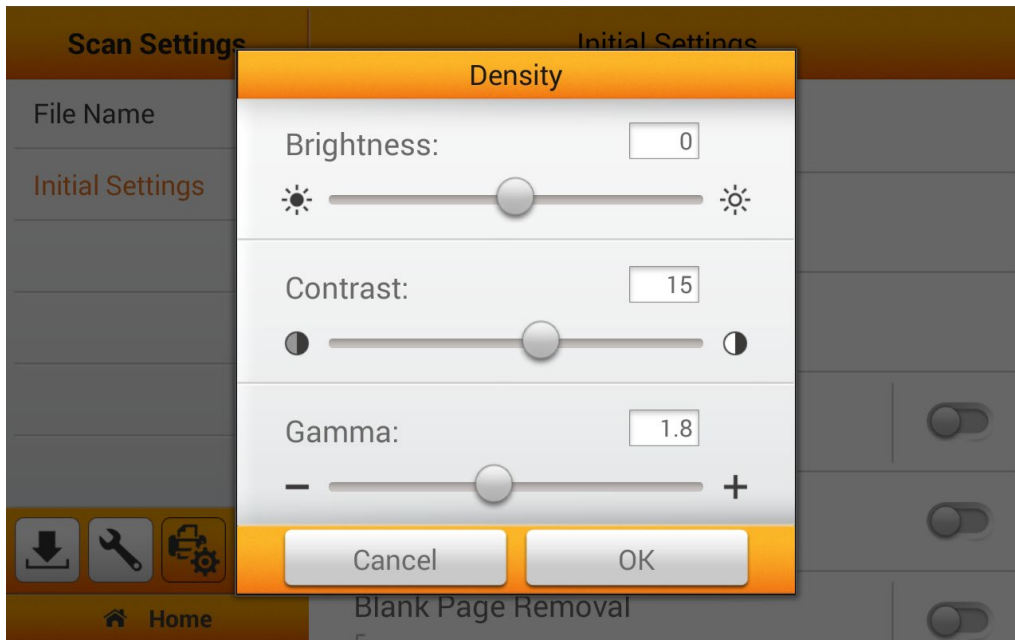 Scan Settings
Initial Settings
File Name
Initial Settings
Density
Brightness:
0
Contrast:
15
Gamma:
1.8
Cancel
OK
Home
Blank Page Removal